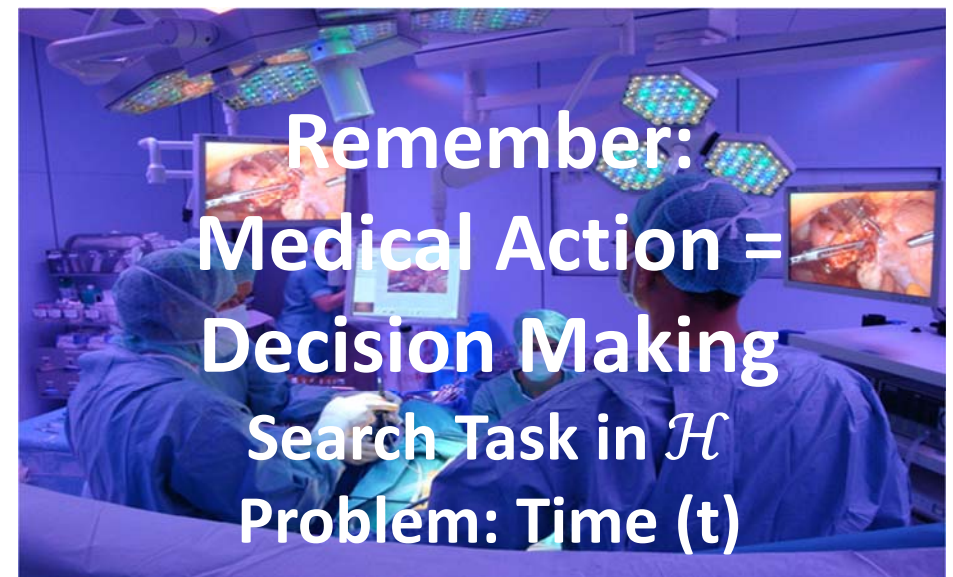 Remember:
Medical Action =
Decision Making
Search Task in ℋ
Problem: Time (t)